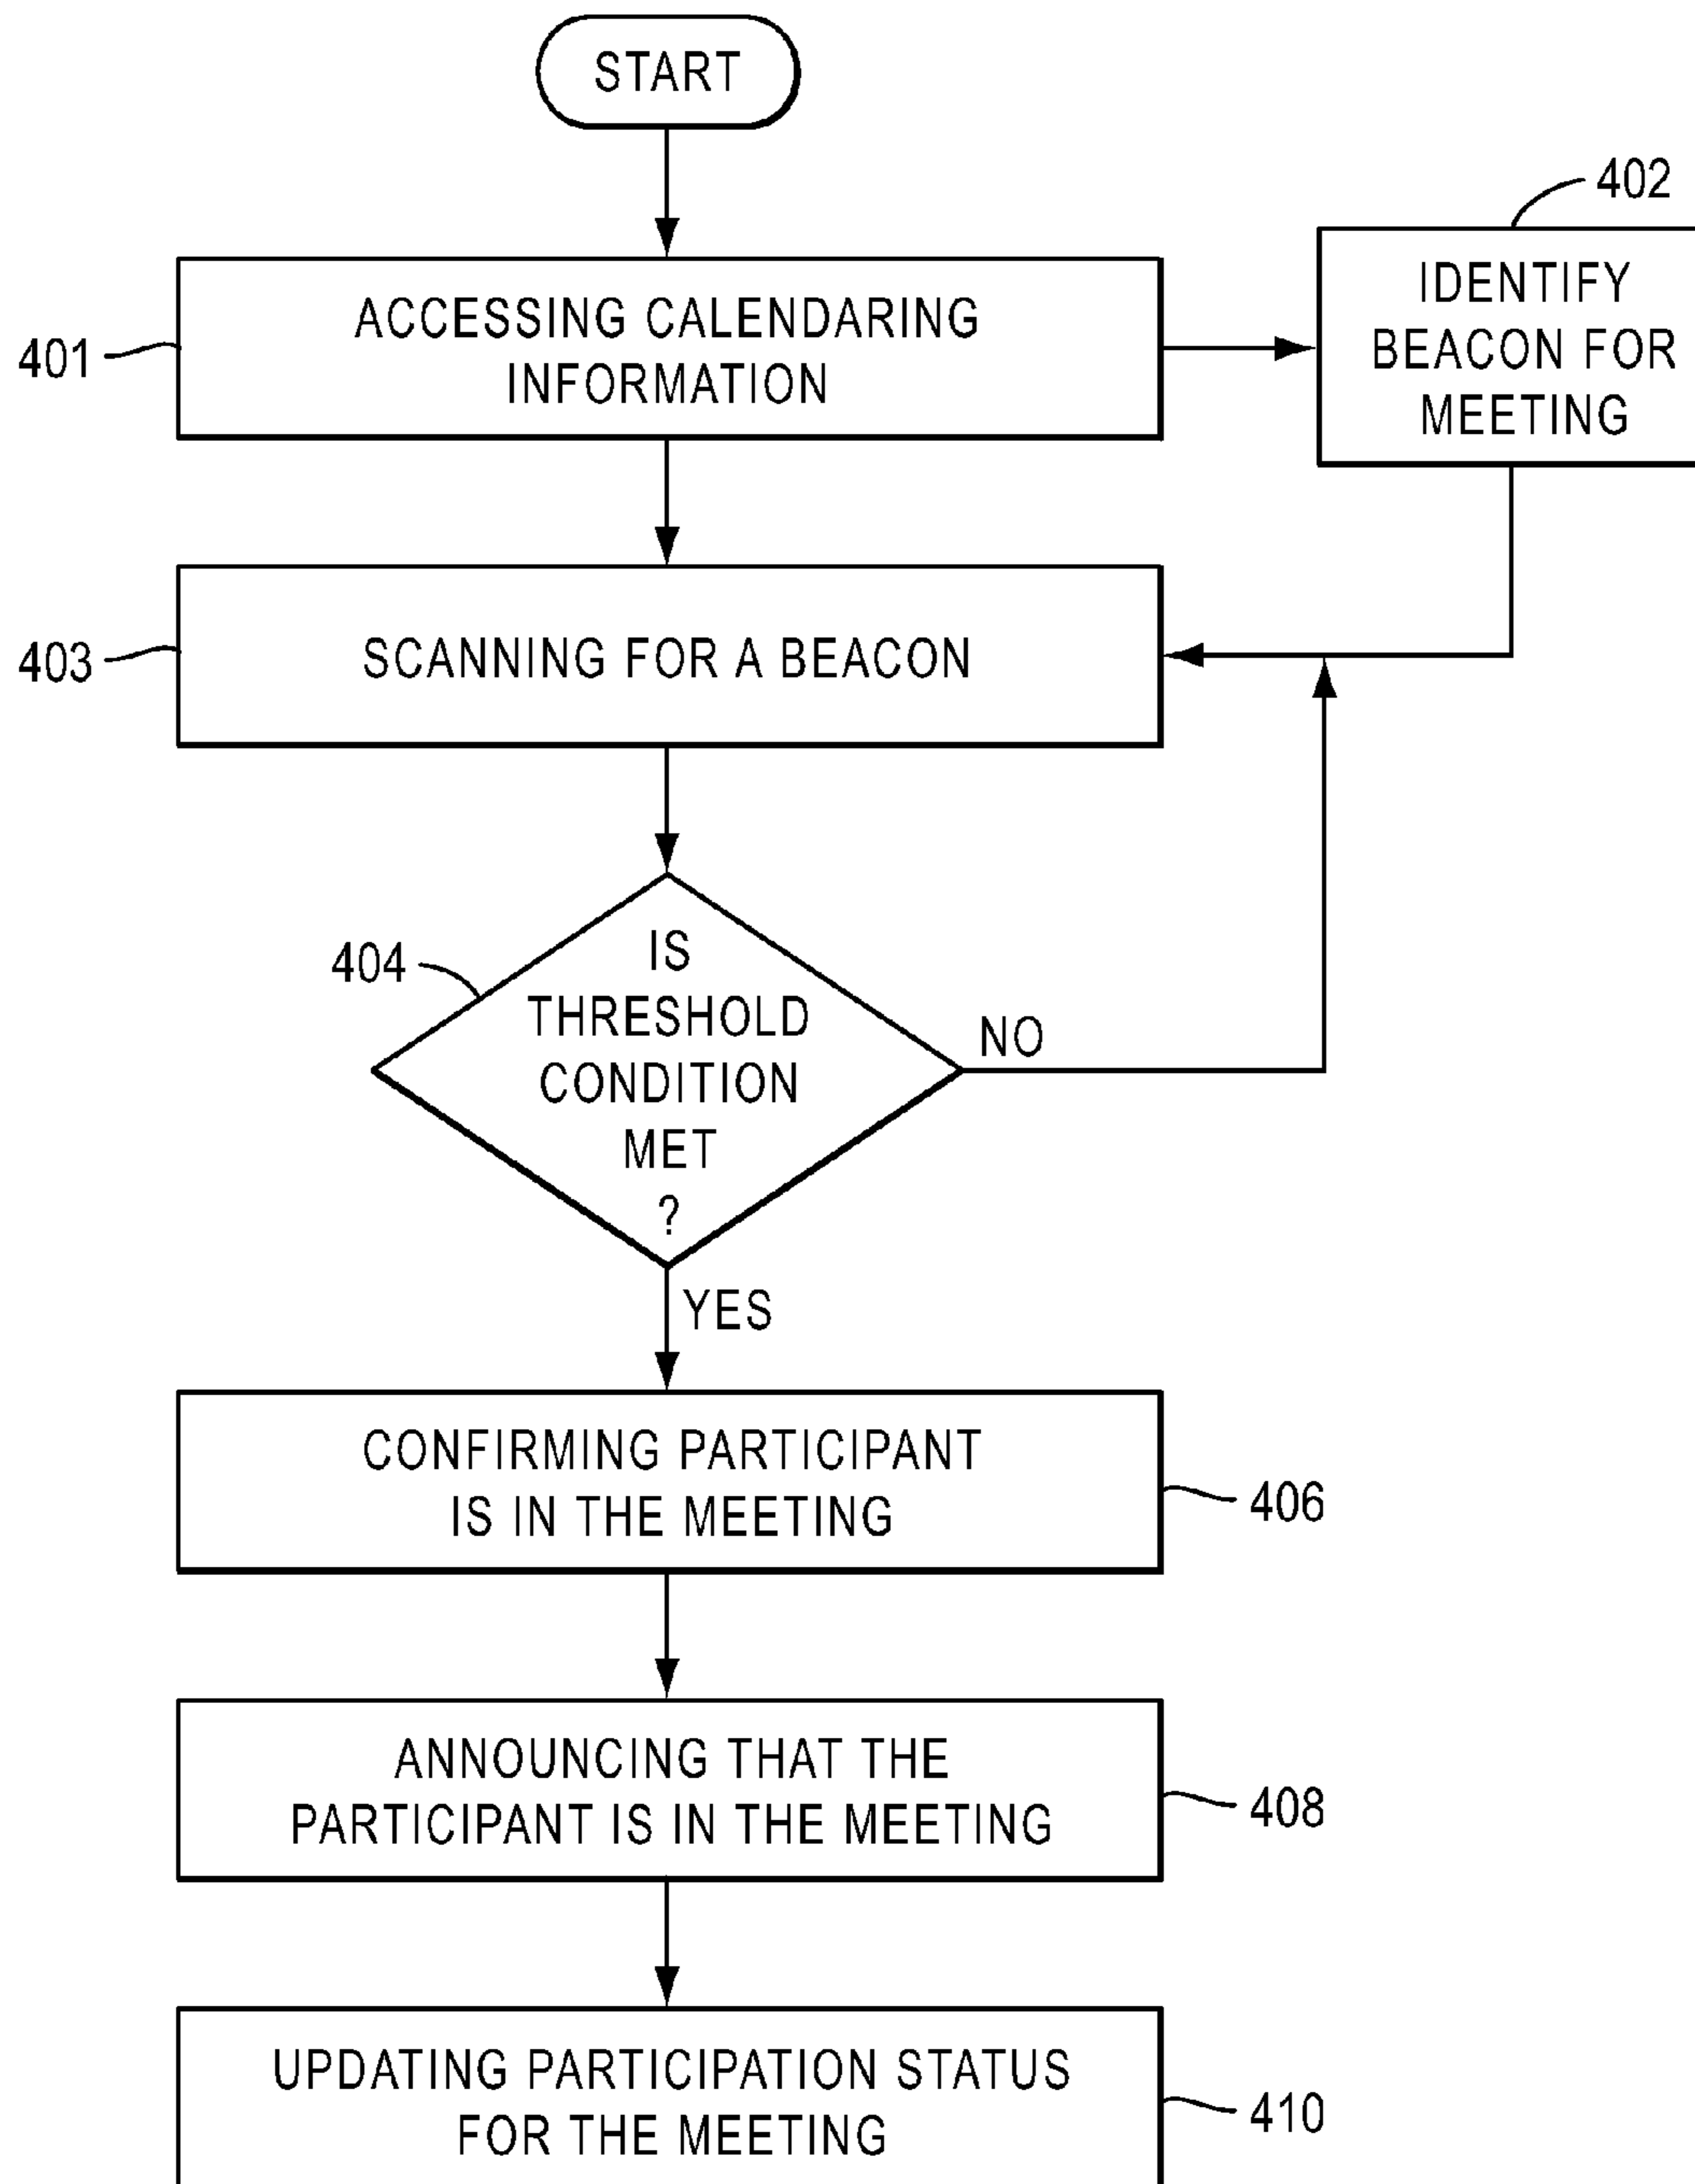 START
402
IDENTIFY
BEACON FOR
MEETING
401
ACCESSING CALENDARING
INFORMATION
403
SCANNING FOR A BEACON
404
IS
THRESHOLD
CONDITION
MET
?
NO
YES
CONFIRMING PARTICIPANT
IS IN THE MEETING
406
ANNOUNCING THAT THE
PARTICIPANT IS IN THE MEETING
408
UPDATING PARTICIPATION STATUS
FOR THE MEETING
410